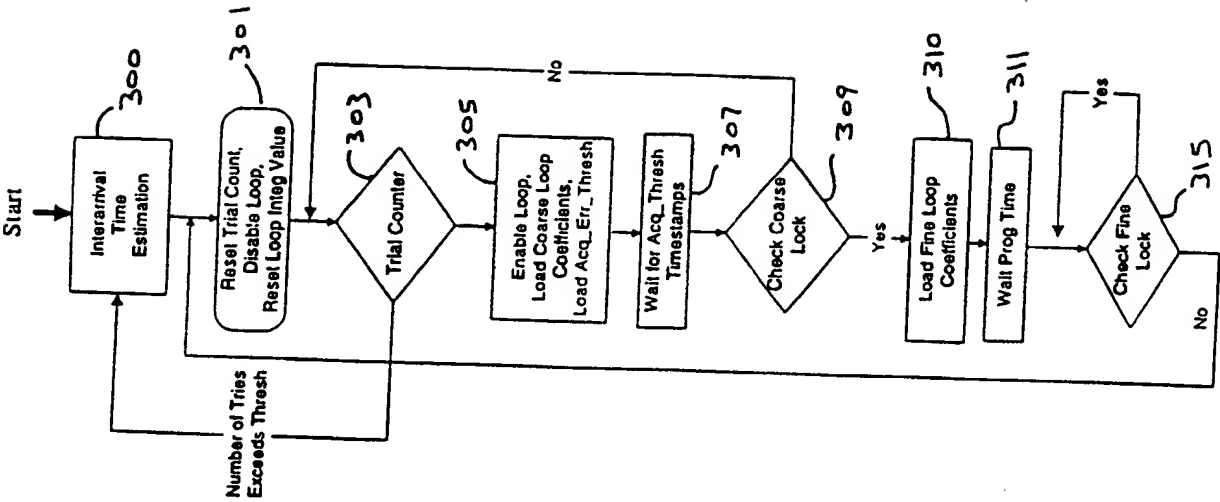 Start
Interarrival
Time
Estimation
300
Reset Trial Count,
Disable Loop,
Reset Loop Integ Value
301
Number of Tries
Exceeds Thresh
Trial Counter
303
No
Enable Loop,
Load Coarse Loop
Coefficients,
Load Acq_Err_Thresh
305
Wait for Acq_Thresh
Timestamps
307
Check Coarse
Lock
309
Yes
Load Fine Loop
Coefficients
310
Wait Prog Time
311
Yes
Check Fine
Lock
315
No